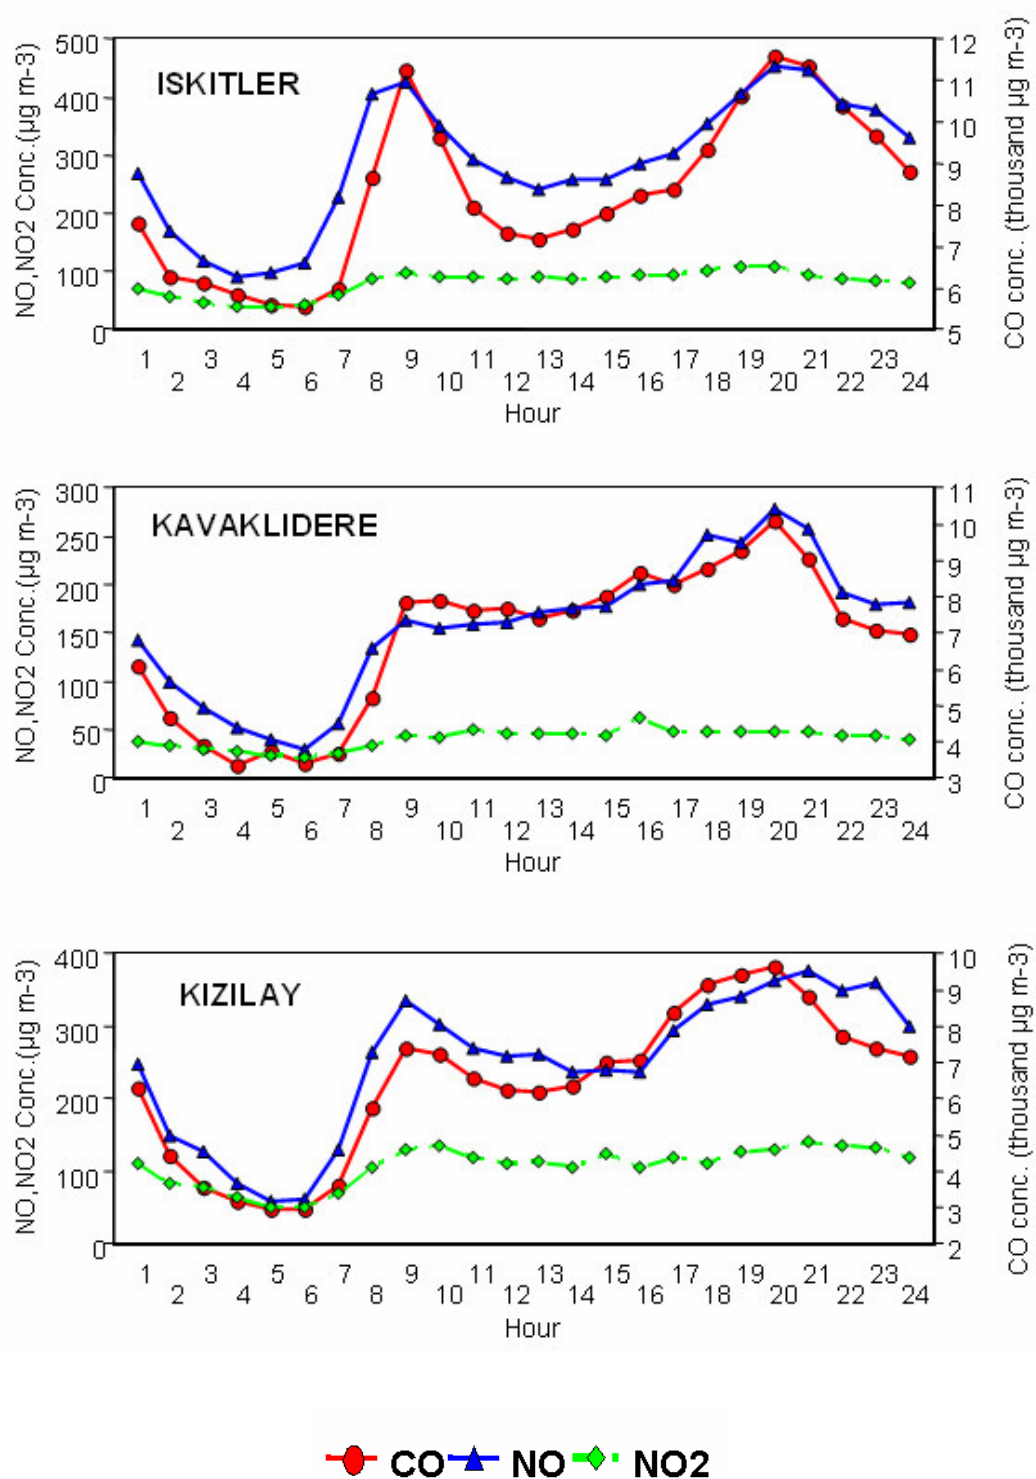 ISKITLER
NO,NO2 Conc.(µg m-3)
500
400
300
200
100
0
12
11
10
9
8
7
6
5
CO conc. (thousand µg m-3)
1 3 5 7 9 11 13 14 15 17 19 21 23
2 4 6 8 10 12 16 18 20 22 24
Hour
KAVAKLIDERE
NO,NO2 Conc.(µg m-3)
300
250
200
150
100
50
0
11
10
9
8
7
6
5
4
3
CO conc. (thousand µg m-3)
1 3 5 7 9 11 13 14 15 17 19 21 23
2 4 6 8 10 12 16 18 20 22 24
Hour
KIZILAY
NO,NO2 Conc.(µg m-3)
400
300
200
100
0
10
9
8
7
6
5
4
3
2
CO conc. (thousand µg m-3)
1 3 5 7 9 11 13 14 15 17 19 21 23
2 4 6 8 10 12 16 18 20 22 24
Hour
CO NO NO2